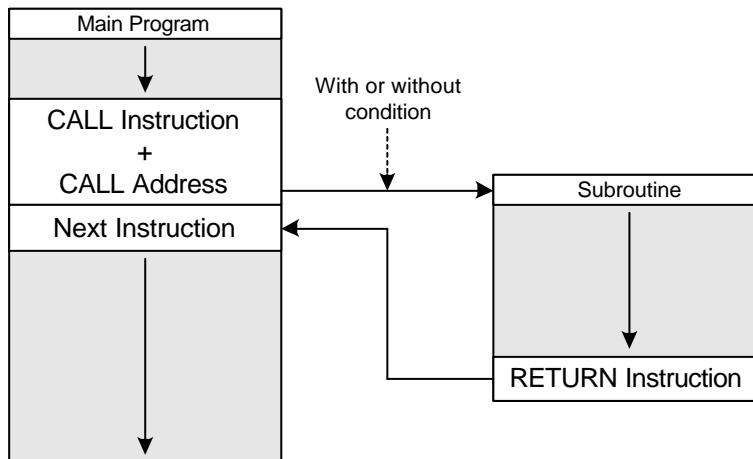 Main Program
CALL Instruction
+
CALL Address
Next Instruction
With or without
condition
Subroutine
RETURN Instruction